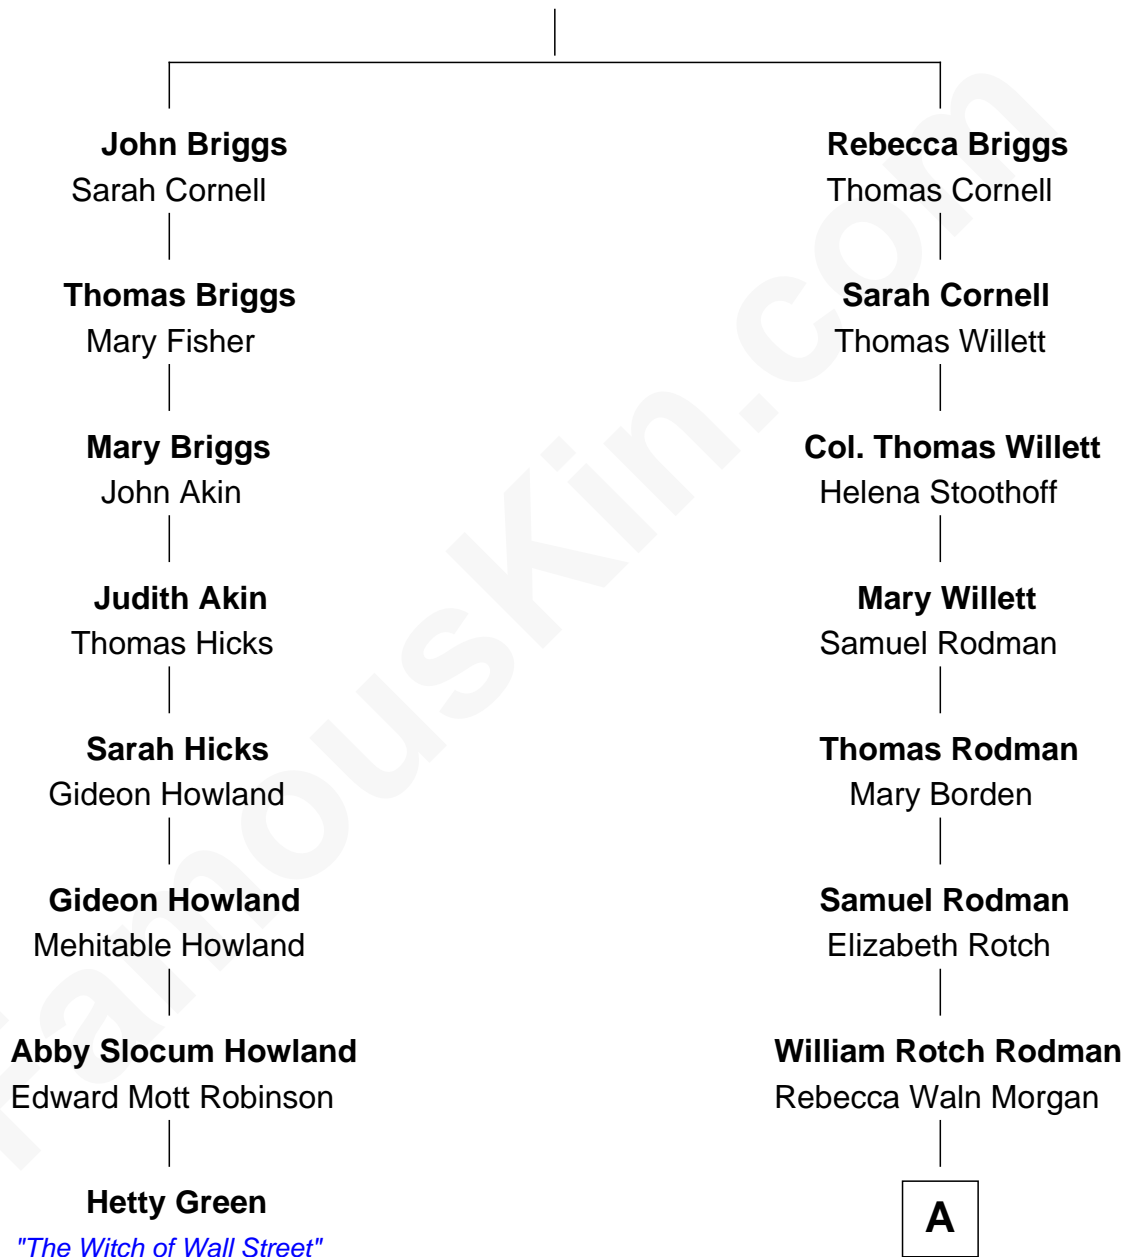 John Briggs
Sarah Cornell
Thomas Briggs
Mary Fisher
Mary Briggs
John Akin
Judith Akin
Thomas Hicks
Sarah Hicks
Gideon Howland
Gideon Howland
Mehitable Howland
Abby Slocum Howland
Edward Mott Robinson
Hetty Green
"The Witch of Wall Street"
Rebecca Briggs
Thomas Cornell
Sarah Cornell
Thomas Willett
Col. Thomas Willett
Helena Stoothoff
Mary Willett
Samuel Rodman
Thomas Rodman
Mary Borden
Samuel Rodman
Elizabeth Rotch
William Rotch Rodman
Rebecca Waln Morgan
A
FamousKin.com